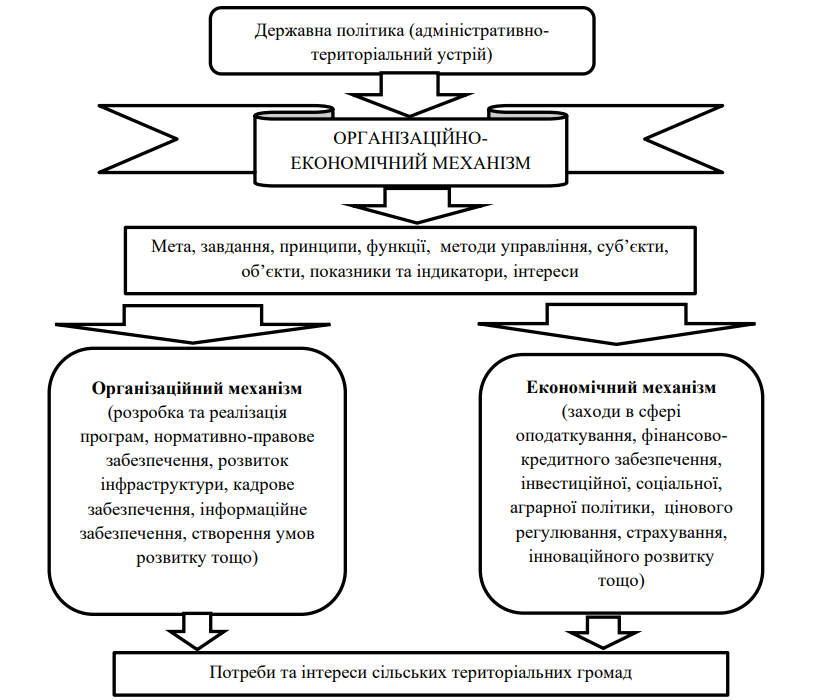 Державна політика (адміністративно-
територіальний устрій)
ОРГАНІЗАЦІЙНО-
ЕКОНОМІЧНИЙ МЕХАНІЗМ
Мета, завдання, принципи, функції, методи управління, суб’єкти,
об’єкти, показники та індикатори, інтереси
Організаційний механізм
(розробка та реалізація
програм, нормативно-правове
забезпечення, розвиток
інфраструктури, кадрове
забезпечення, інформаційне
забезпечення, створення умов
розвитку тощо)
Економічний механізм
(заходи в сфері
оподаткування, фінансово-
кредитного забезпечення,
інвестиційної, соціальної,
аграрної політики, цінового
регулювання, страхування,
інноваційного розвитку
тощо)
Потреби та інтереси сільських територіальних громад